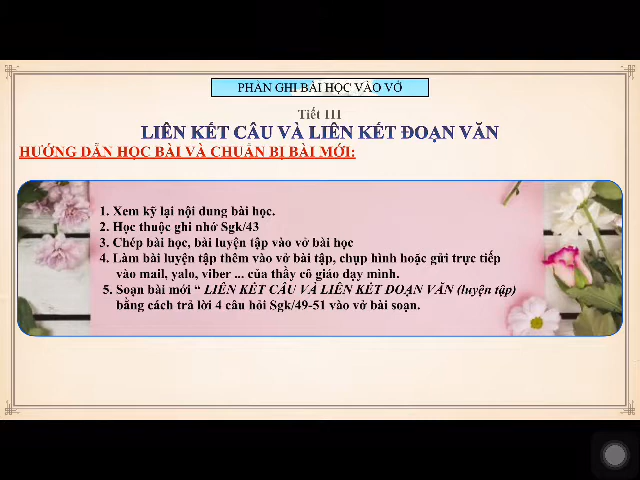 PHẦN GHI BÀI HỌC VÀO VỞ
Tiết 111
LIÊN KẾT CÂU VÀ LIÊN KẾT ĐOẠN VĂN
HƯỚNG DẪN HỌC BÀI VÀ CHUẨN BỊ BÀI MỚI:
1. Xem kỹ lại nội dung bài học.
2. Học thuộc ghi nhớ Sgk/43
3. Chép bài học, bài luyện tập vào vở bài học
4. Làm bài luyện tập thêm vào vở bài tập, chụp hình hoặc gửi trực tiếp
vào mail, yalo, viber ... của thầy cô giáo dạy mình.
5. Soạn bài mới “ LIÊN KẾT CÂU VÀ LIÊN KẾT ĐOẠN VĂN (luyện tập)
bằng cách trả lời 4 câu hỏi Sgk/49-51 vào vở bài soạn.